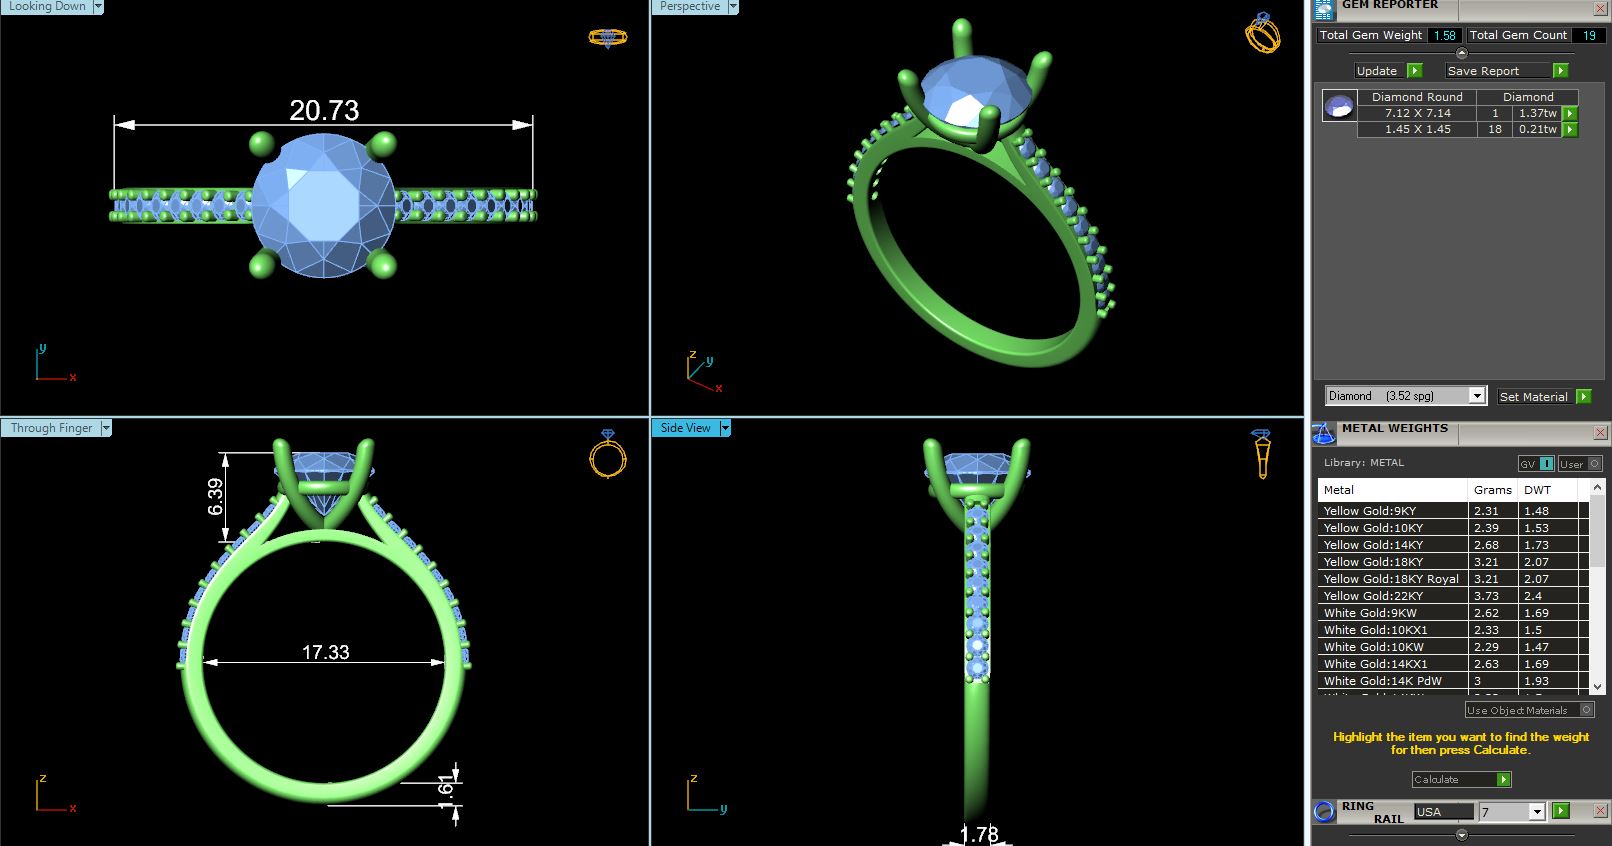 Looking Down
20.73
y
x
Perspective
z
y
x
Through Finger
6.39
17.33
1.61
z
x
Side View
z
y
1.78
GEM REPORTER
Total Gem Weight 1.58 Total Gem Count 19
Update Save Report
Diamond Round Diamond
7.12 X 7.14 1 1.37tw
1.45 X 1.45 18 0.21tw
Diamond (3.52 spg) Set Material
METAL WEIGHTS
Library: METAL GV User
Metal Grams DWT
Yellow Gold:9KY 2.31 1.48
Yellow Gold:10KY 2.39 1.53
Yellow Gold:14KY 2.68 1.73
Yellow Gold:18KY 3.21 2.07
Yellow Gold:18KY Royal 3.21 2.07
Yellow Gold:22KY 3.73 2.4
White Gold:9KW 2.62 1.69
White Gold:10KX1 2.33 1.5
White Gold:10KW 2.29 1.47
White Gold:14KX1 2.63 1.69
White Gold:14K PdW 3 1.93
Use Object Materials
Highlight the item you want to find the weight
for then press Calculate.
Calculate
RING
RAIL
USA 7